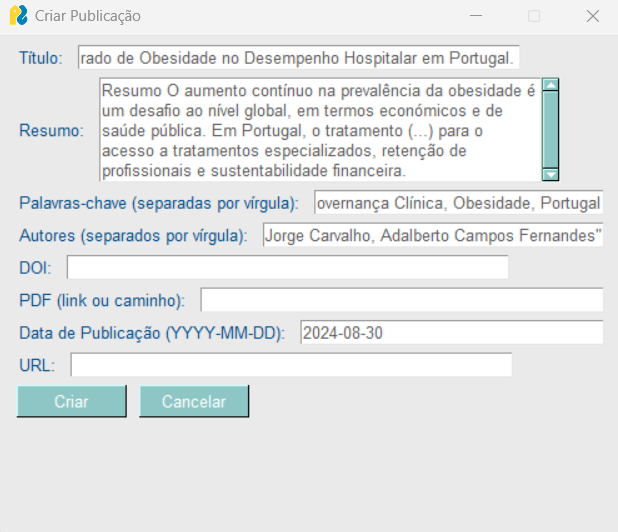 Criar Publicação
Título: rado de Obesidade no Desempenho Hospitalar em Portugal.
Resumo O aumento contínuo na prevalência da obesidade é
um desafio ao nível global, em termos económicos e de
Resumo: saúde pública. Em Portugal, o tratamento (...) para o
acesso a tratamentos especializados, retenção de
profissionais e sustentabilidade financeira.
Palavras-chave (separadas por vírgula): overnança Clínica, Obesidade, Portugal
Autores (separados por vírgula): Jorge Carvalho, Adalberto Campos Fernandes"
DOI:
PDF (link ou caminho):
Data de Publicação (YYYY-MM-DD): 2024-08-30
URL:
Criar Cancelar